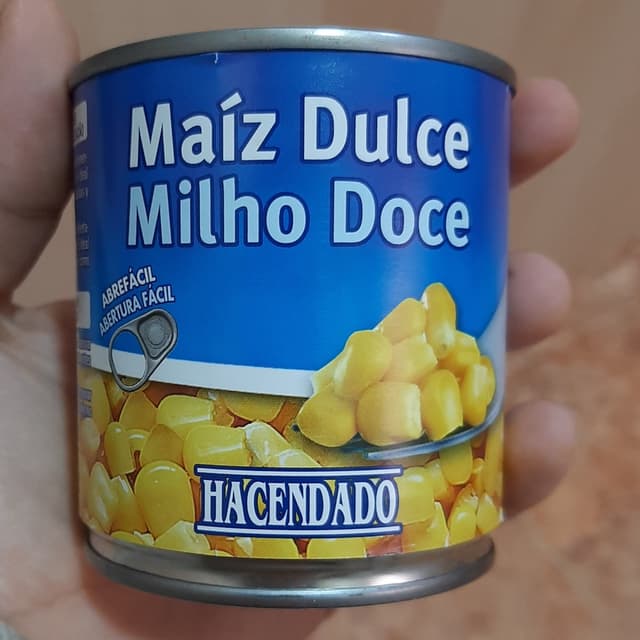 Maíz Dulce
Milho Doce
ABREFÁCIL
ABERTURA FÁCIL
HACENDADO